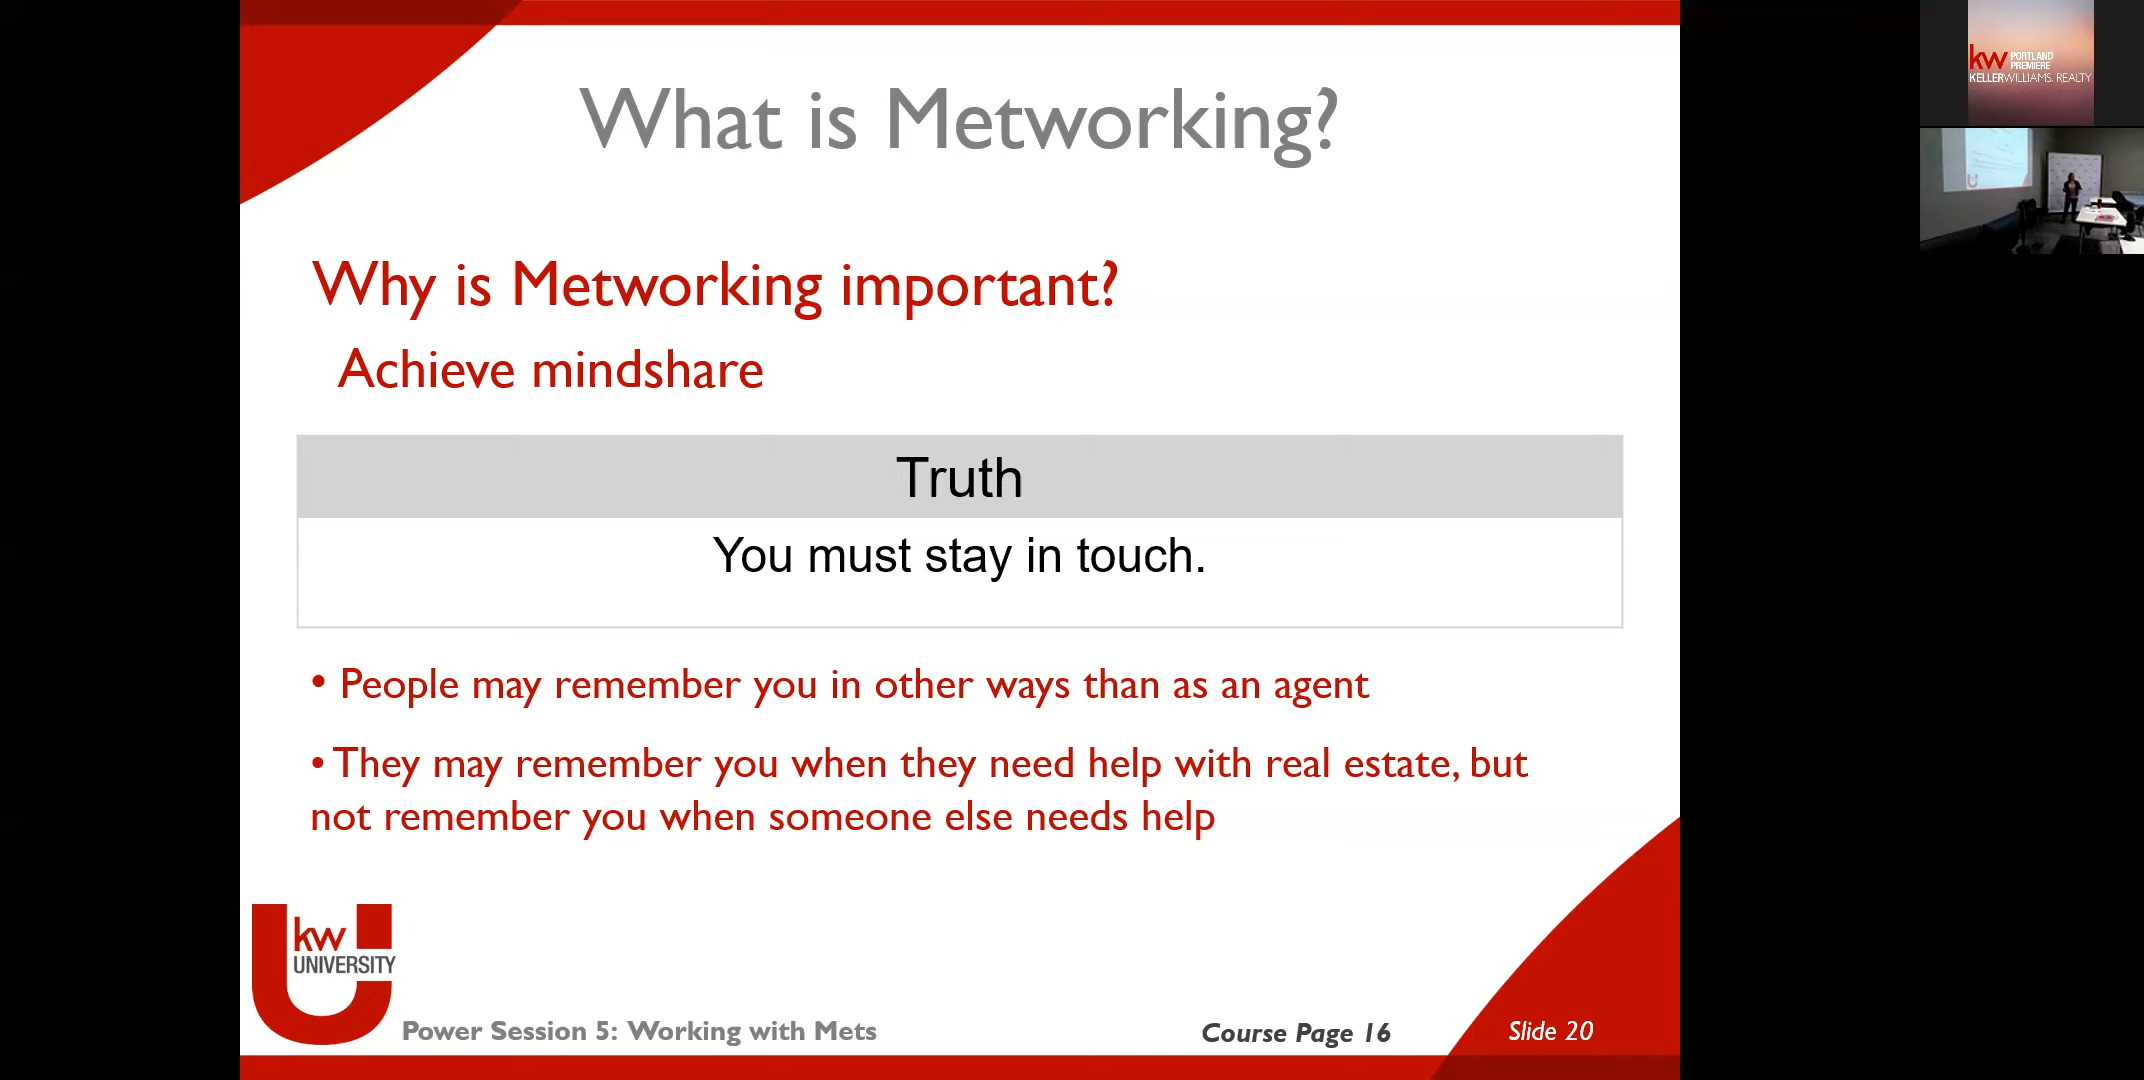 What is Metworking?
Why is Metworking important?
Achieve mindshare
Truth
You must stay in touch.
• People may remember you in other ways than as an agent
• They may remember you when they need help with real estate, but
not remember you when someone else needs help
kw
UNIVERSITY
Power Session 5: Working with Mets
Course Page 16
Slide 20
kw PORTLAND
PREMIERE
KELLERWILLIAMS. REALTY